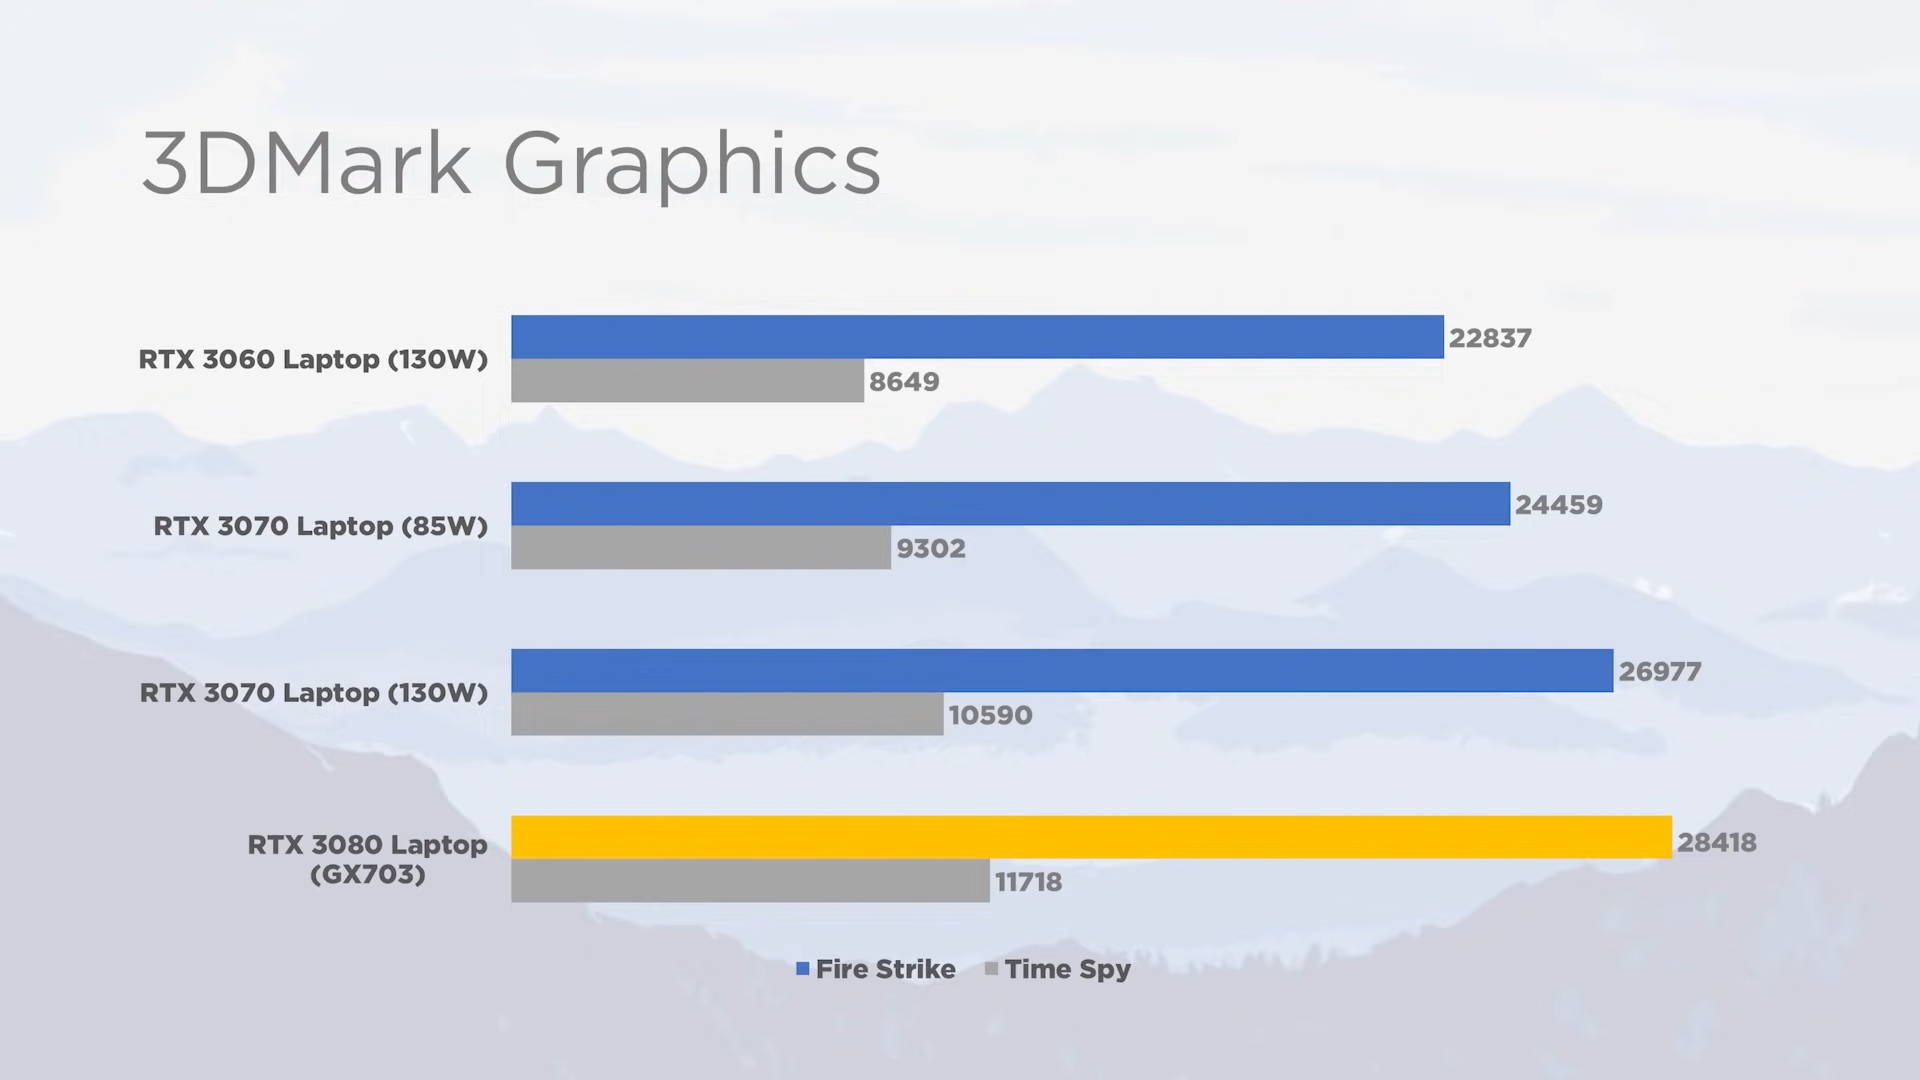 3DMark Graphics
RTX 3060 Laptop (130W)
22837
8649
RTX 3070 Laptop (85W)
24459
9302
RTX 3070 Laptop (130W)
26977
10590
RTX 3080 Laptop
(GX703)
28418
11718
Fire Strike Time Spy